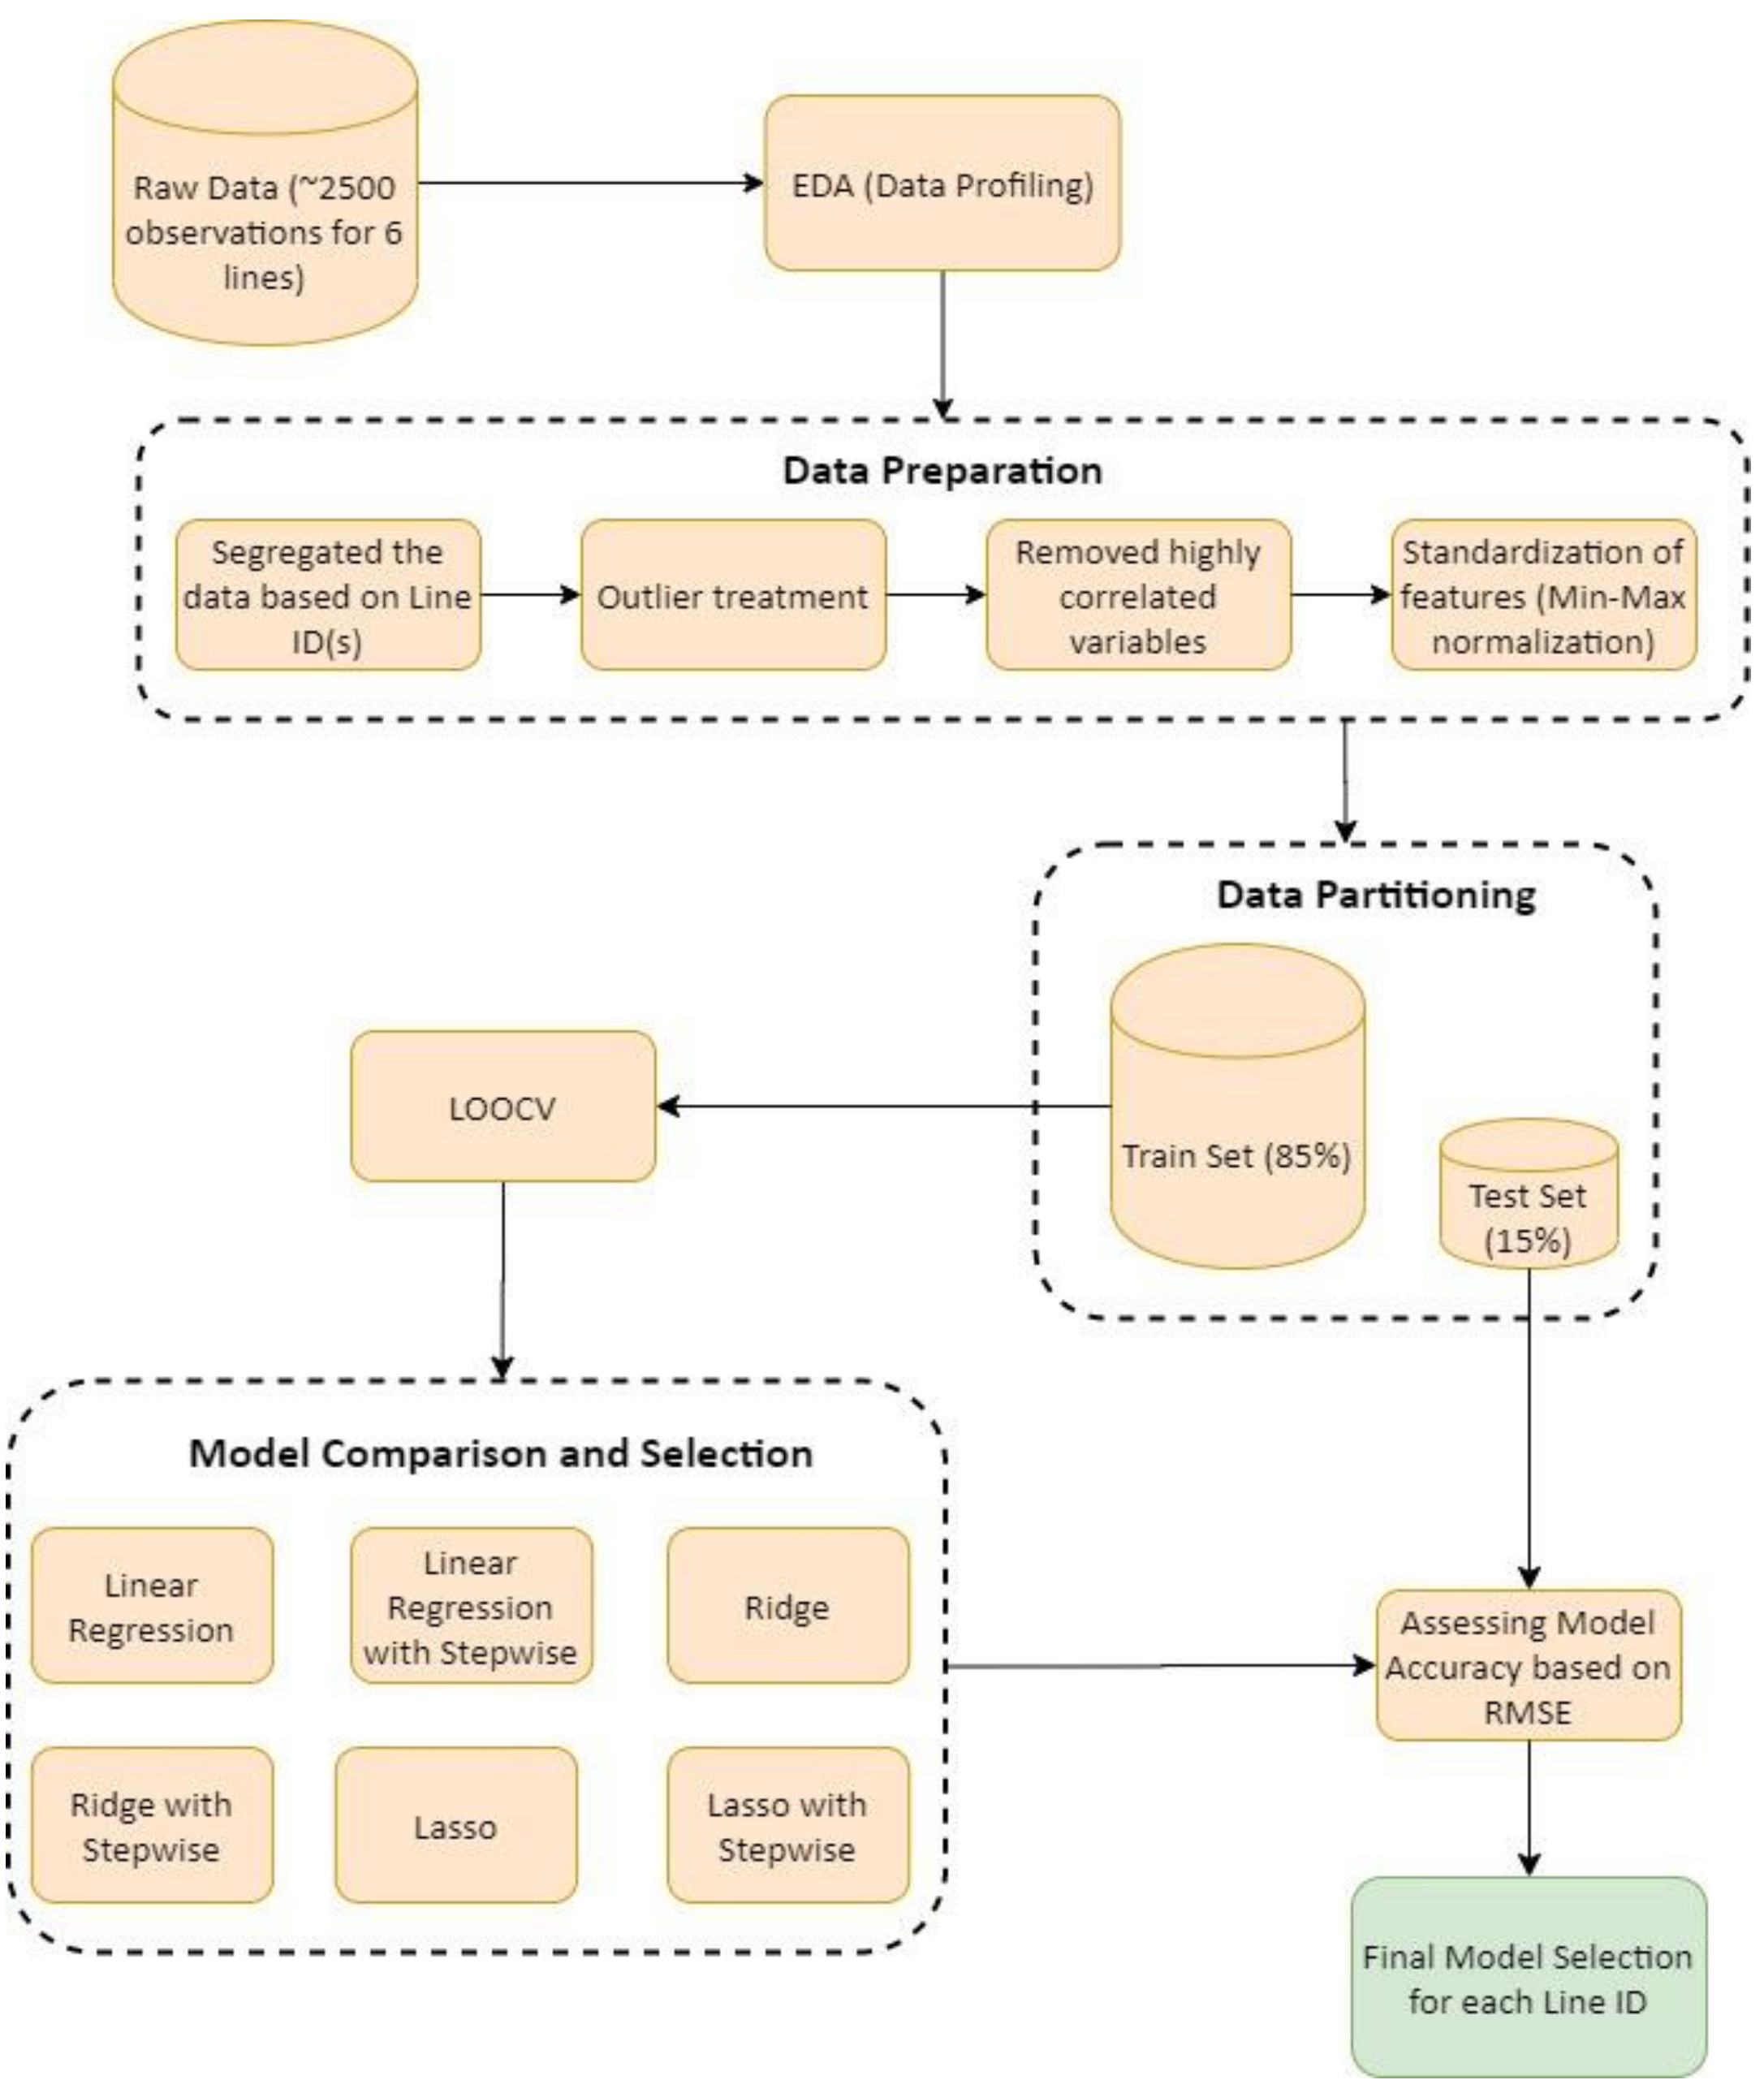 Raw Data (~2500
observations for 6
lines)
EDA (Data Profiling)
Data Preparation
Segregated the
data based on Line
ID(s)
Outlier treatment
Removed highly
correlated
variables
Standardization of
features (Min-Max
normalization)
Data Partitioning
Train Set (85%)
Test Set
(15%)
LOOCV
Model Comparison and Selection
Linear
Regression
Linear
Regression
with Stepwise
Ridge
Ridge with
Stepwise
Lasso
Lasso with
Stepwise
Assessing Model
Accuracy based on
RMSE
Final Model Selection
for each Line ID